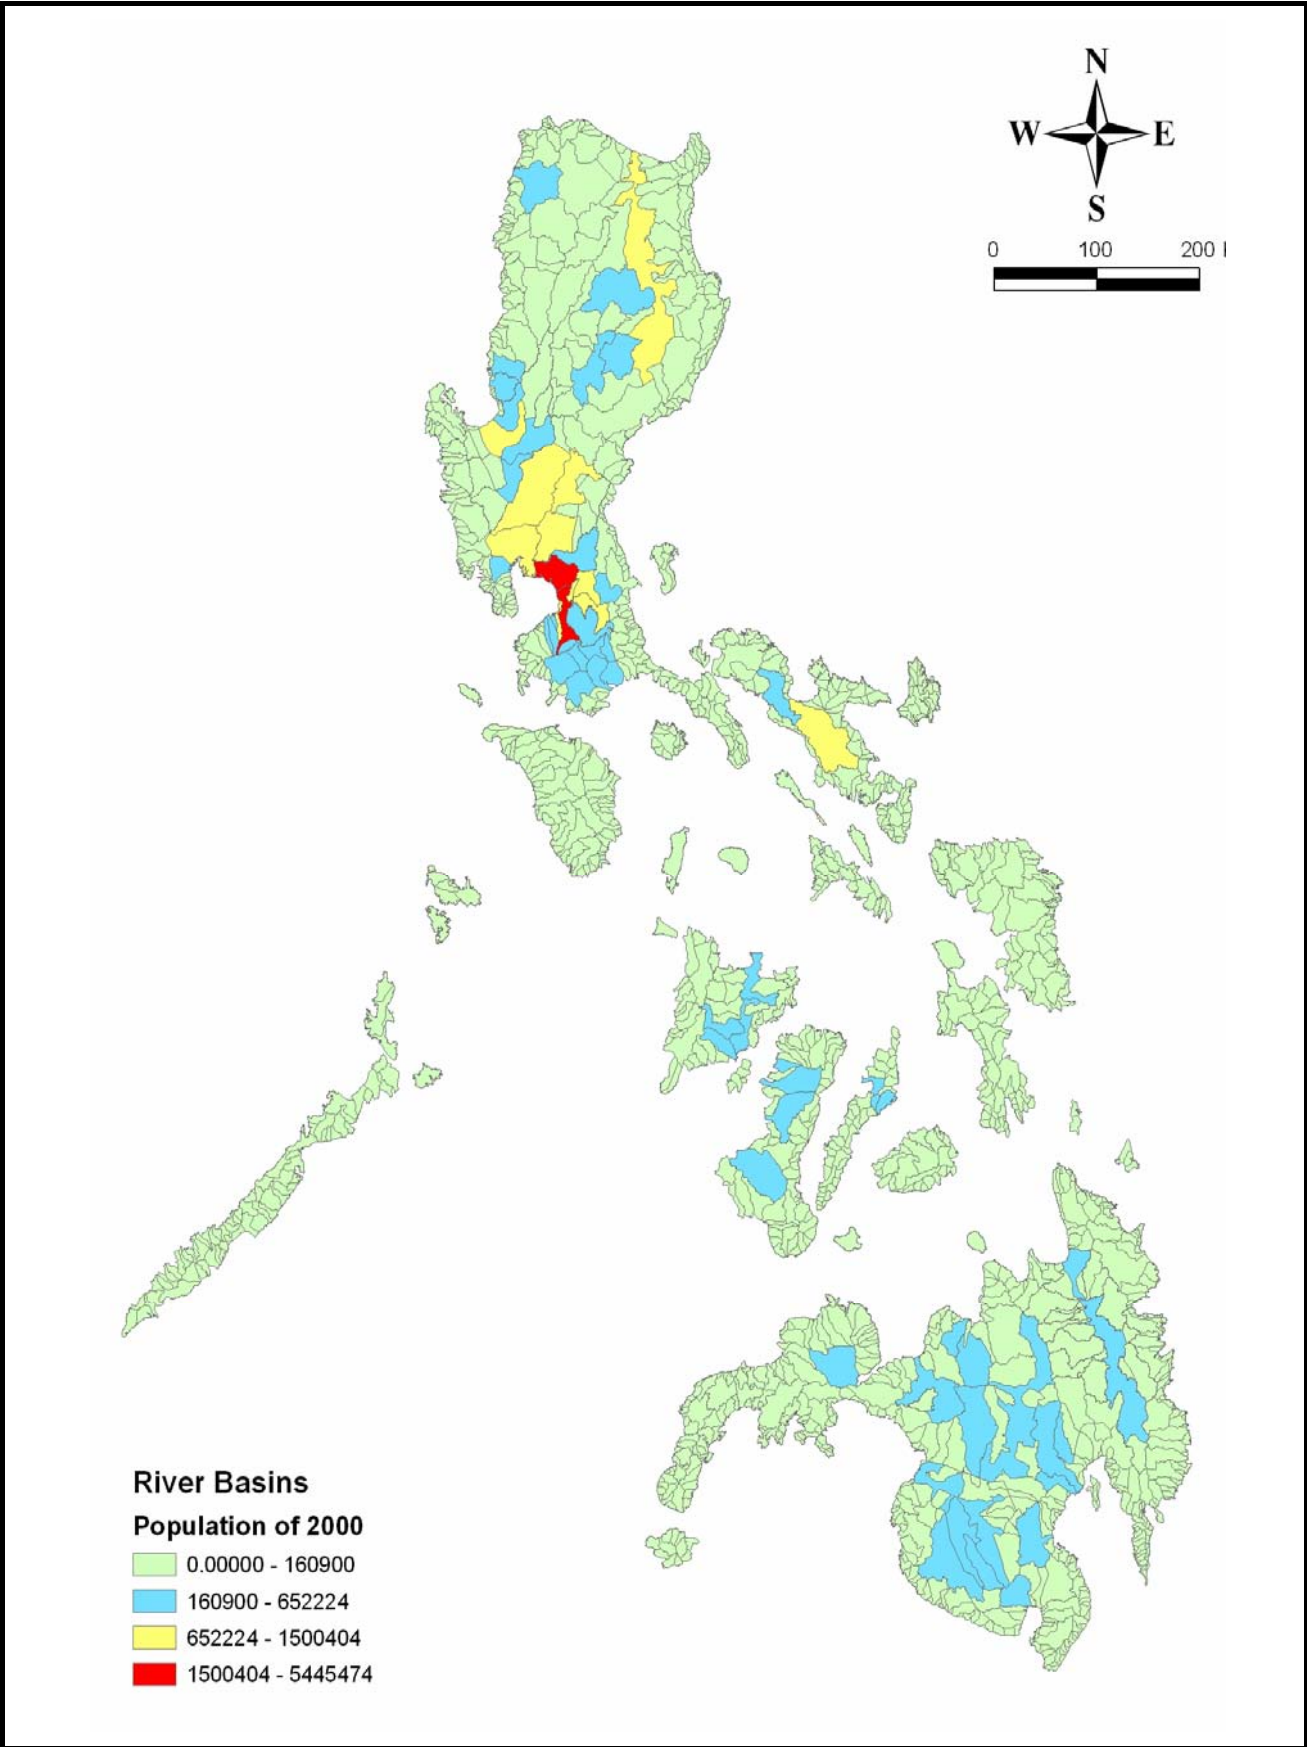 N
W E
S
0 100 200
River Basins
Population of 2000
0.00000 - 160900
160900 - 652224
652224 - 1500404
1500404 - 5445474